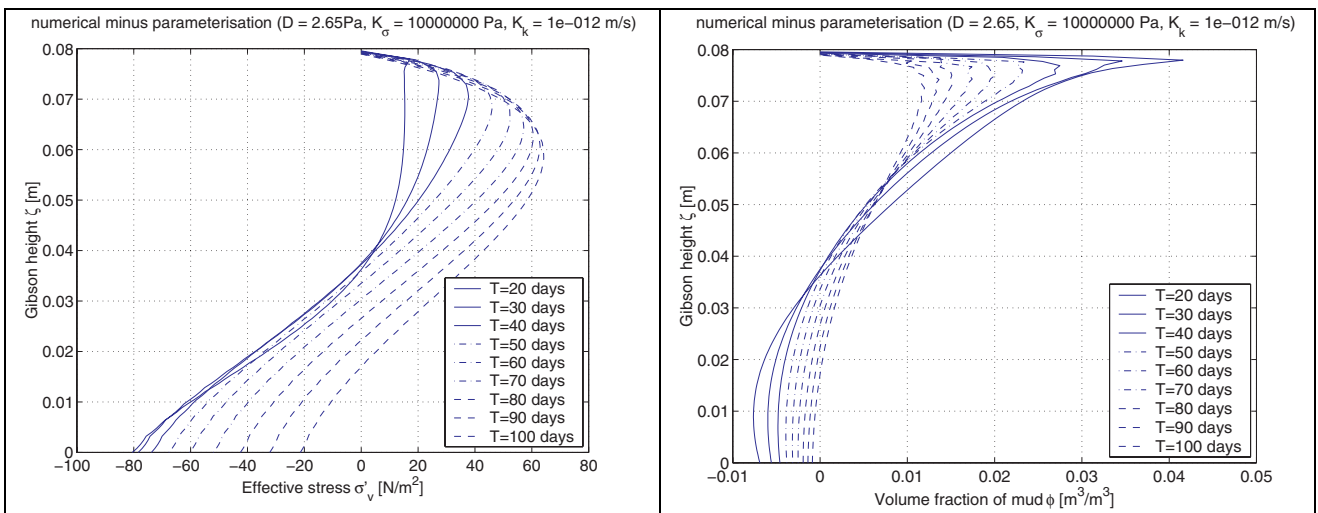 numerical minus parameterisation (D = 2.65Pa, Kσ = 10000000 Pa, Kk = 1e-012 m/s)
0.08
0.07
0.06
0.05
0.04
0.03
0.02
0.01
0
Gibson height ζ [m]
T=20 days
T=30 days
T=40 days
T=50 days
T=60 days
T=70 days
T=80 days
T=90 days
T=100 days
−100 −80 −60 −40 −20 0 20 40 60 80
Effective stress σ'v [N/m2]
numerical minus parameterisation (D = 2.65, Kσ = 10000000 Pa, Kk = 1e-012 m/s)
0.08
0.07
0.06
0.05
0.04
0.03
0.02
0.01
0
Gibson height ζ [m]
T=20 days
T=30 days
T=40 days
T=50 days
T=60 days
T=70 days
T=80 days
T=90 days
T=100 days
−0.01 0 0.01 0.02 0.03 0.04 0.05
Volume fraction of mud ϕ [m3/m3]